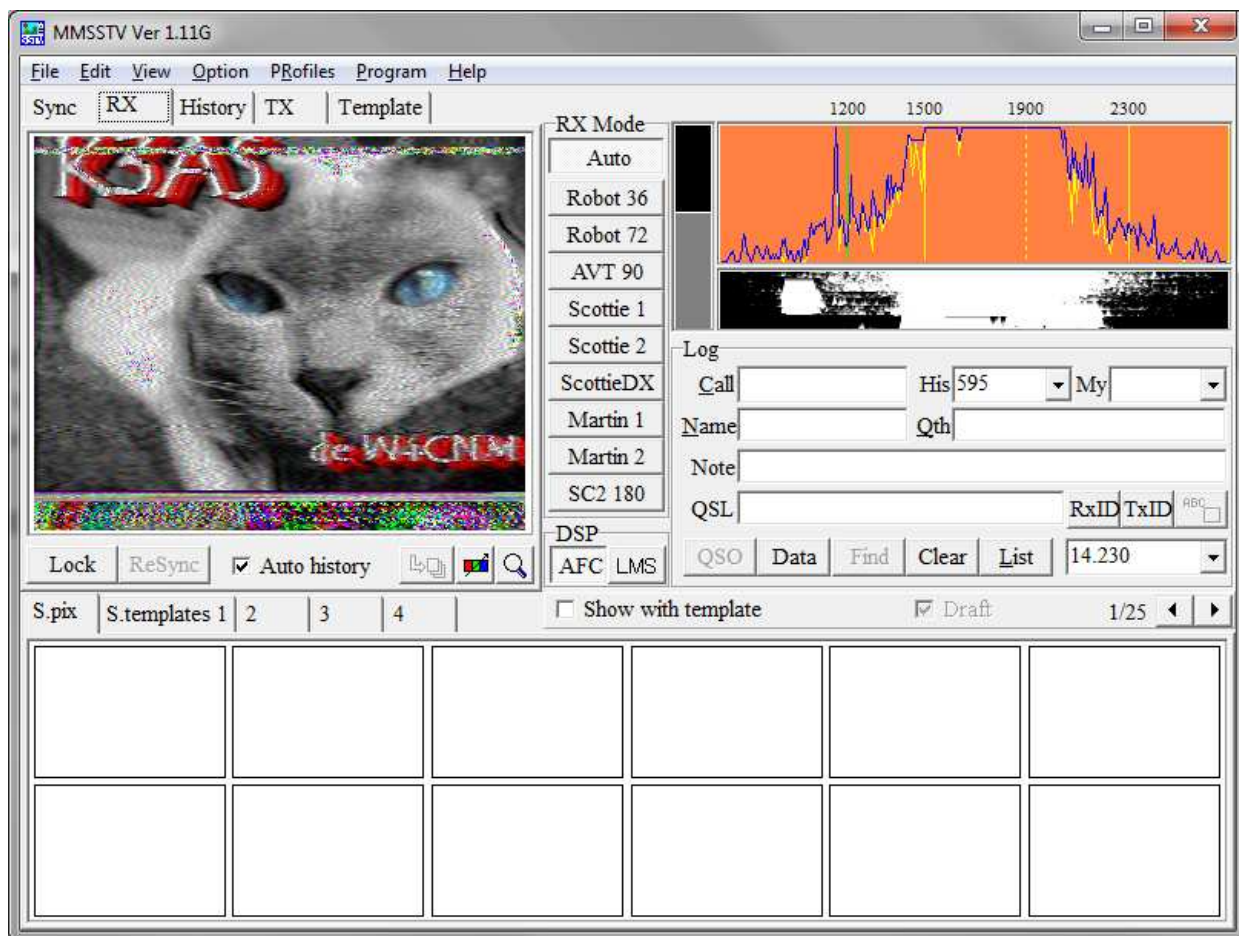 MMSSTV Ver 1.11G
File Edit View Option PRofiles Program Help
Sync RX History TX Template
1200 1500 1900 2300
RX Mode
Auto
Robot 36
Robot 72
AVT 90
Scottie 1
Scottie 2
ScottieDX
Martin 1
Martin 2
SC2 180
DSP
AFC LMS
de W4CNM
Log
Call His 595 My
Name Qth
Note
QSL RxID TxID ABC
QSO Data Find Clear List 14.230
Lock ReSync Auto history
Show with template Draft 1/25
S.pix S.templates 1 2 3 4